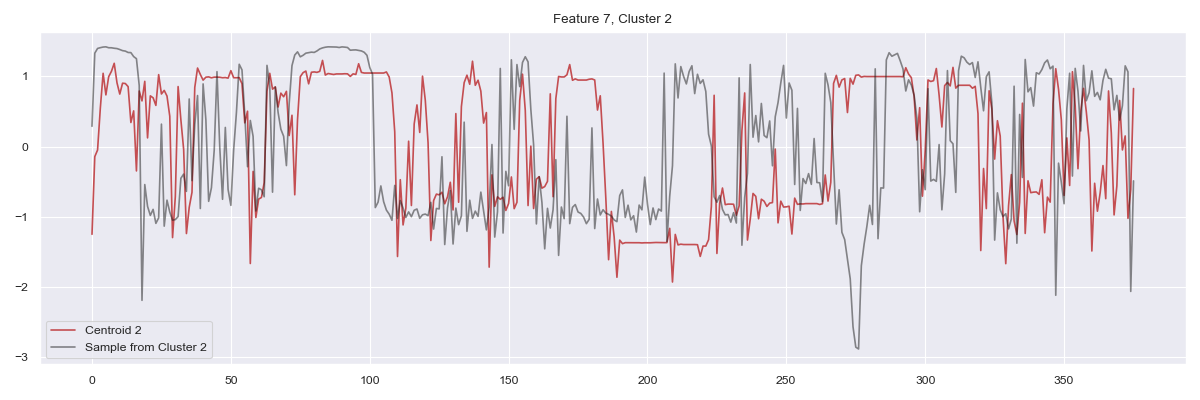 Feature 7, Cluster 2
1
0
−1
−2
−3
Centroid 2
Sample from Cluster 2
0 50 100 150 200 250 300 350